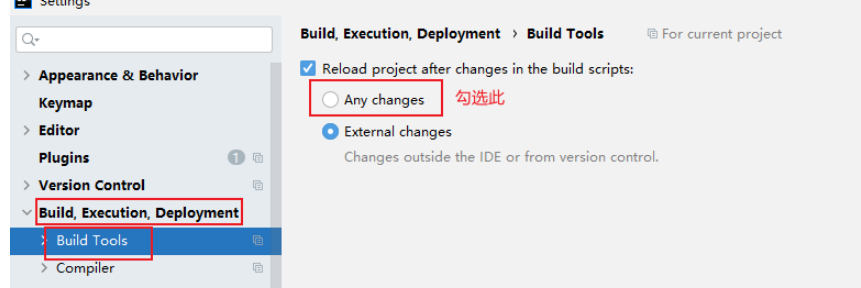 Settings
Build, Execution, Deployment › Build Tools For current project
Reload project after changes in the build scripts:
Any changes 勾选此
External changes
Changes outside the IDE or from version control.
Appearance & Behavior
Keymap
Editor
Plugins 1
Version Control
Build, Execution, Deployment
Build Tools
Compiler